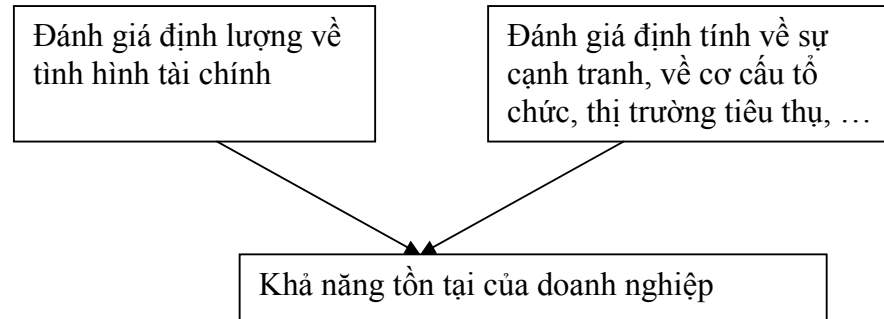 Đánh giá định lượng về
tình hình tài chính
Đánh giá định tính về sự
cạnh tranh, về cơ cấu tổ
chức, thị trường tiêu thụ, …
Khả năng tồn tại của doanh nghiệp